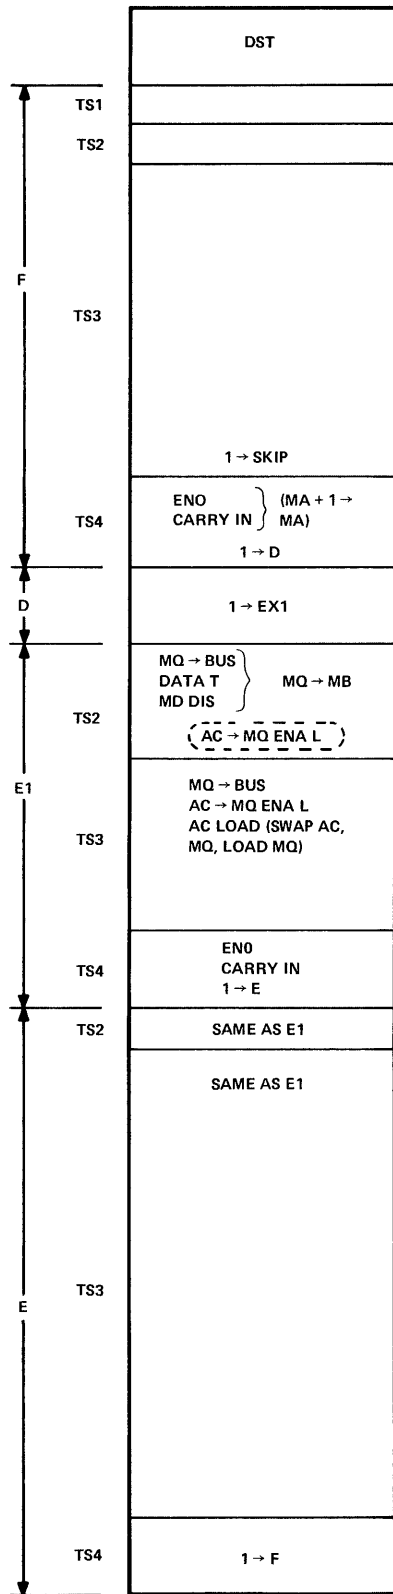 DST
TS1
TS2
F
TS3
1 → SKIP
TS4
ENO
CARRY IN
(MA + 1 →
MA)
1 → D
D
1 → EX1
E1
TS2
MQ → BUS
DATA T
MD DIS
MQ → MB
AC → MQ ENA L
TS3
MQ → BUS
AC → MQ ENA L
AC LOAD (SWAP AC,
MQ, LOAD MQ)
TS4
EN0
CARRY IN
1 → E
E
TS2
SAME AS E1
SAME AS E1
TS3
TS4
1 → F